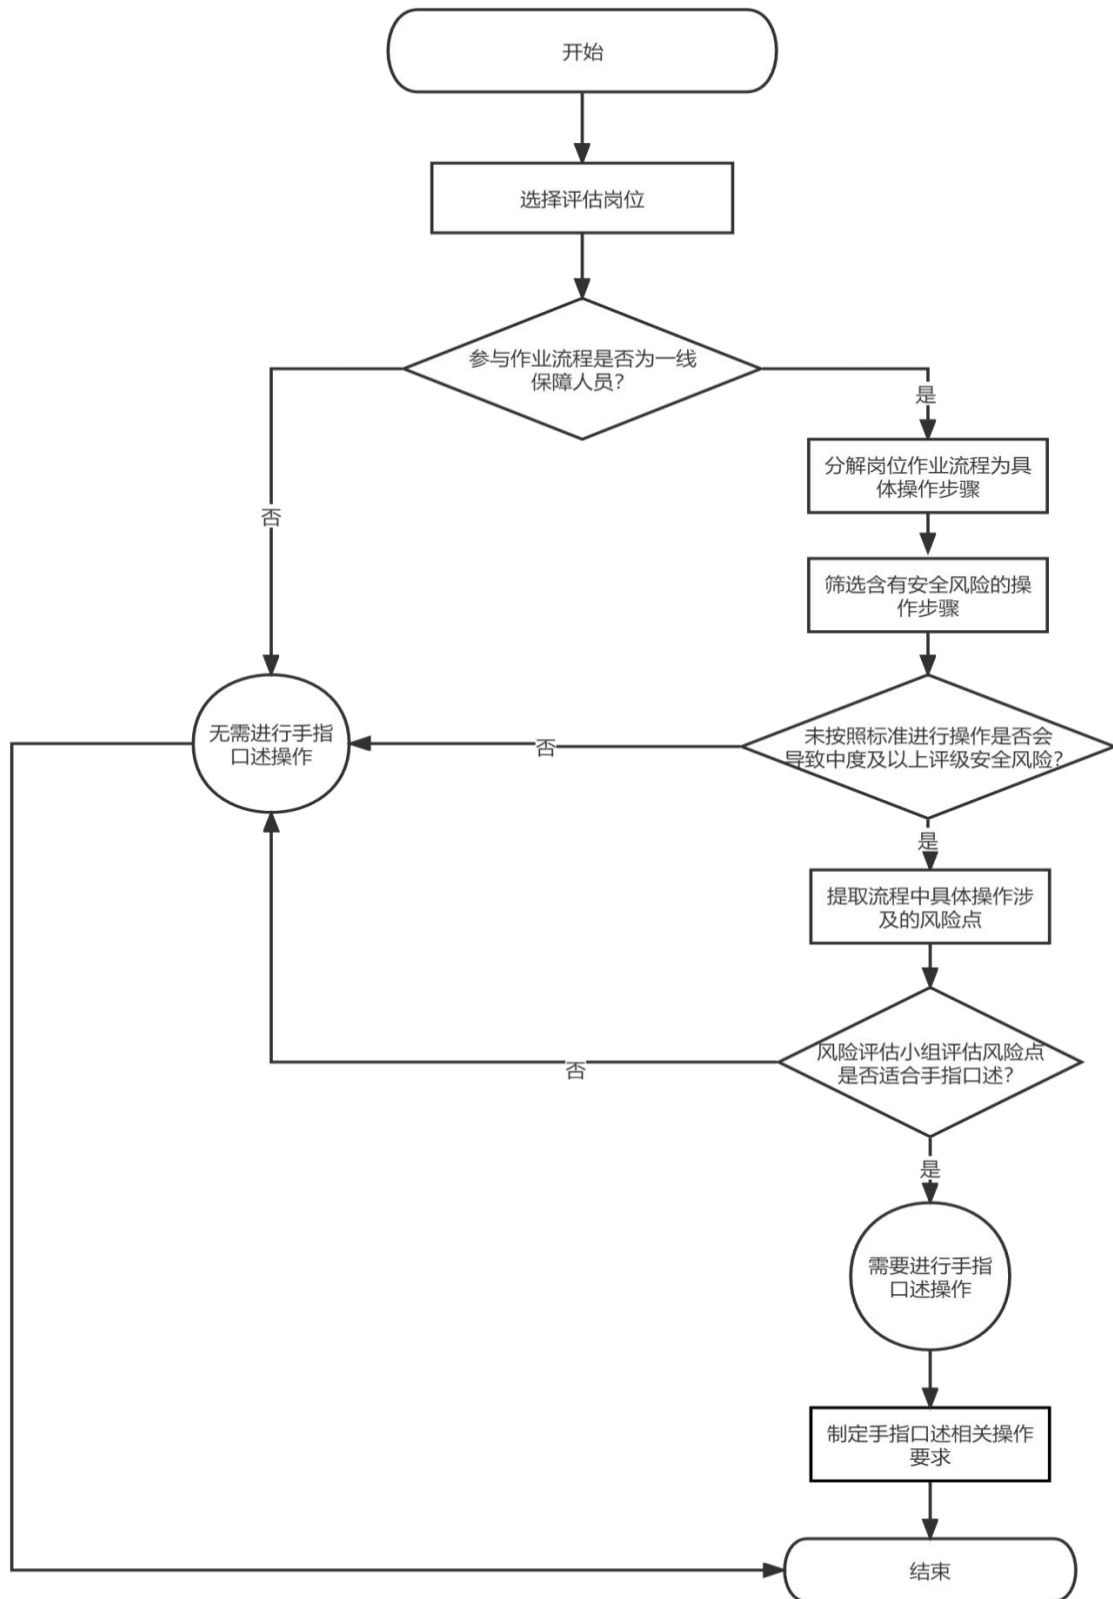 开始
选择评估岗位
参与作业流程是否为一线
保障人员？
是
分解岗位作业流程为具
体操作步骤
否
筛选含有安全风险的操
作步骤
无需进行手指
口述操作
未按照标准进行操作是否会
导致中度及以上评级安全风险？
否
是
提取流程中具体操作涉
及的风险点
风险评估小组评估风险点
是否适合手指口述？
否
是
需要进行手指
口述操作
制定手指口述相关操作
要求
结束